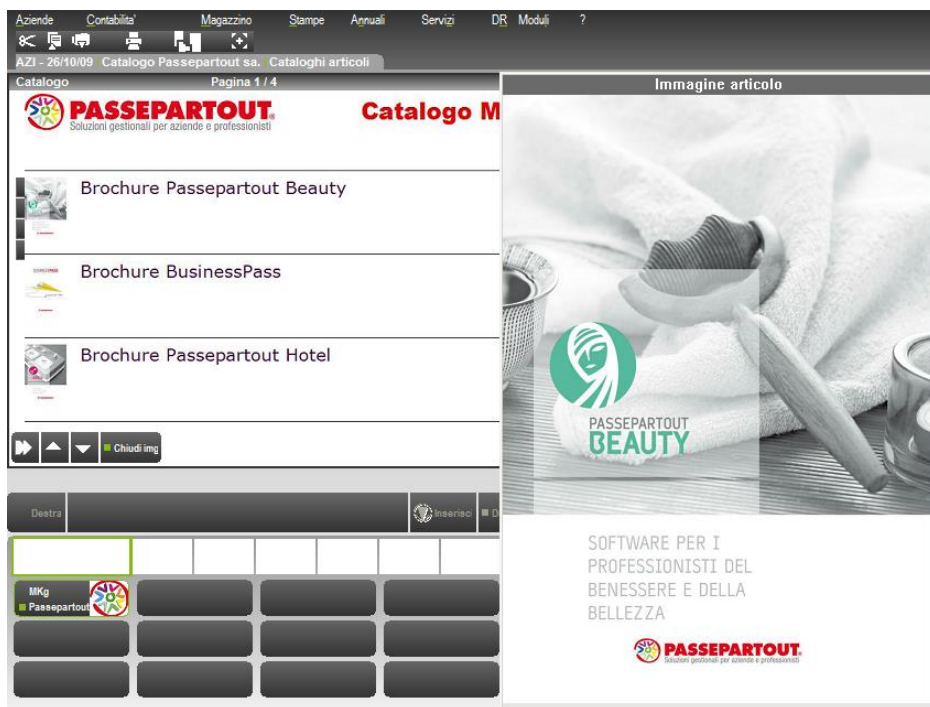 Aziende Contabilita' Magazzino Stampe Annuali Servizi DR Moduli ?
AZI - 26/10/09 Catalogo Passepartout sa. Cataloghi articoli
Catalogo Pagina 1 / 4
Immagine articolo
PASSEPARTOUT
Soluzioni gestionali per aziende e professionisti
Catalogo M
Brochure Passepartout Beauty
Brochure BusinessPass
Brochure Passepartout Hotel
Chiudi img
PASSEPARTOUT
BEAUTY
Destra
Inserisci
D
SOFTWARE PER I
PROFESSIONISTI DEL
BENESSERE E DELLA
BELLEZZA
MKg
Passepartout
PASSEPARTOUT
Soluzioni gestionali per aziende e professionisti